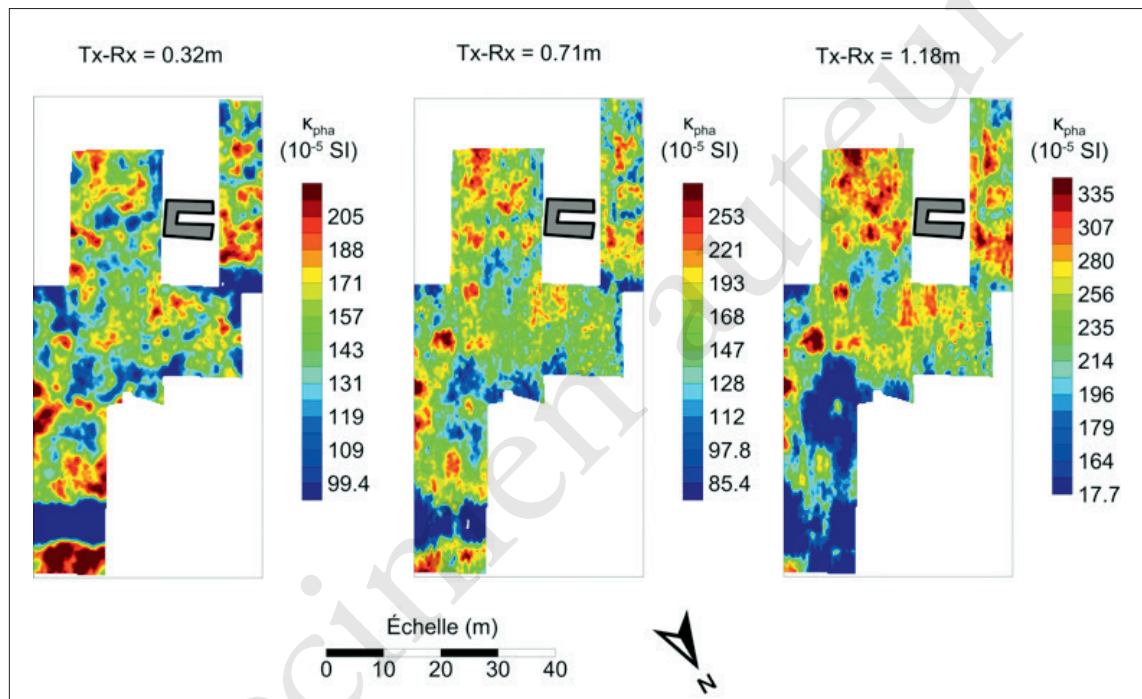 Tx-Rx = 0.32m
Tx-Rx = 0.71m
Tx-Rx = 1.18m
κpha
(10-5 SI)
205
188
171
157
143
131
119
109
99.4
κpha
(10-5 SI)
253
221
193
168
147
128
112
97.8
85.4
κpha
(10-5 SI)
335
307
280
256
235
214
196
179
164
17.7
Échelle (m)
0 10 20 30 40
N
cimen auteur